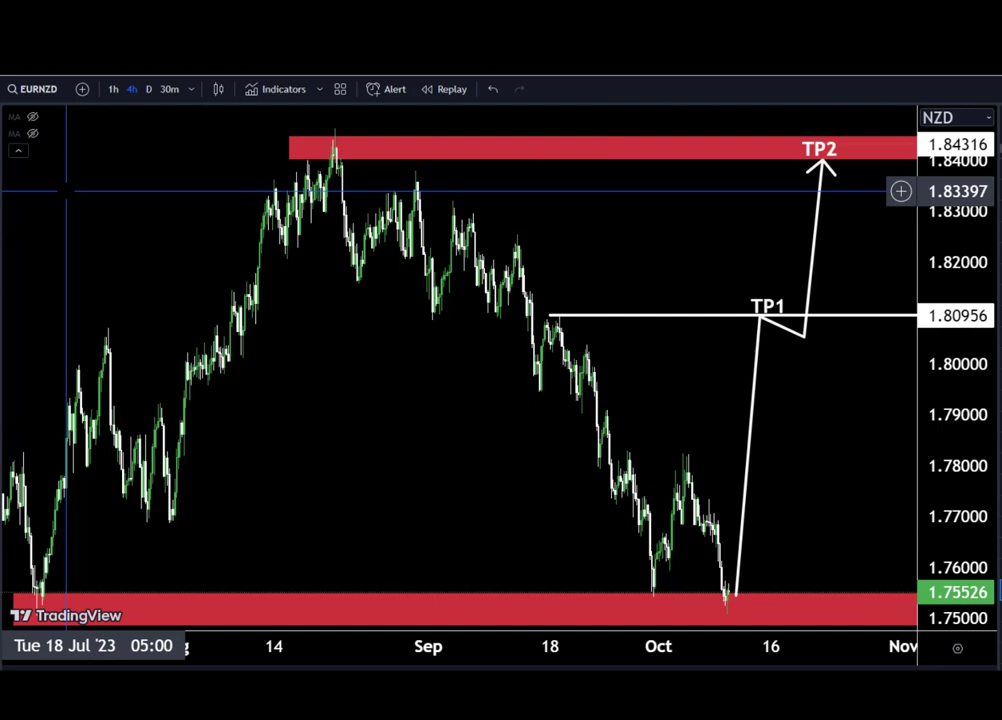 EURNZD 1h 4h D 30m Indicators Alert Replay
MA
MA
NZD
1.84316
1.84000
1.83397
1.83000
1.82000
1.80956
1.80000
1.79000
1.78000
1.77000
1.76000
1.75526
1.75000
TP2
TP1
TradingView
Tue 18 Jul '23 05:00 14 Sep 18 Oct 16 Nov